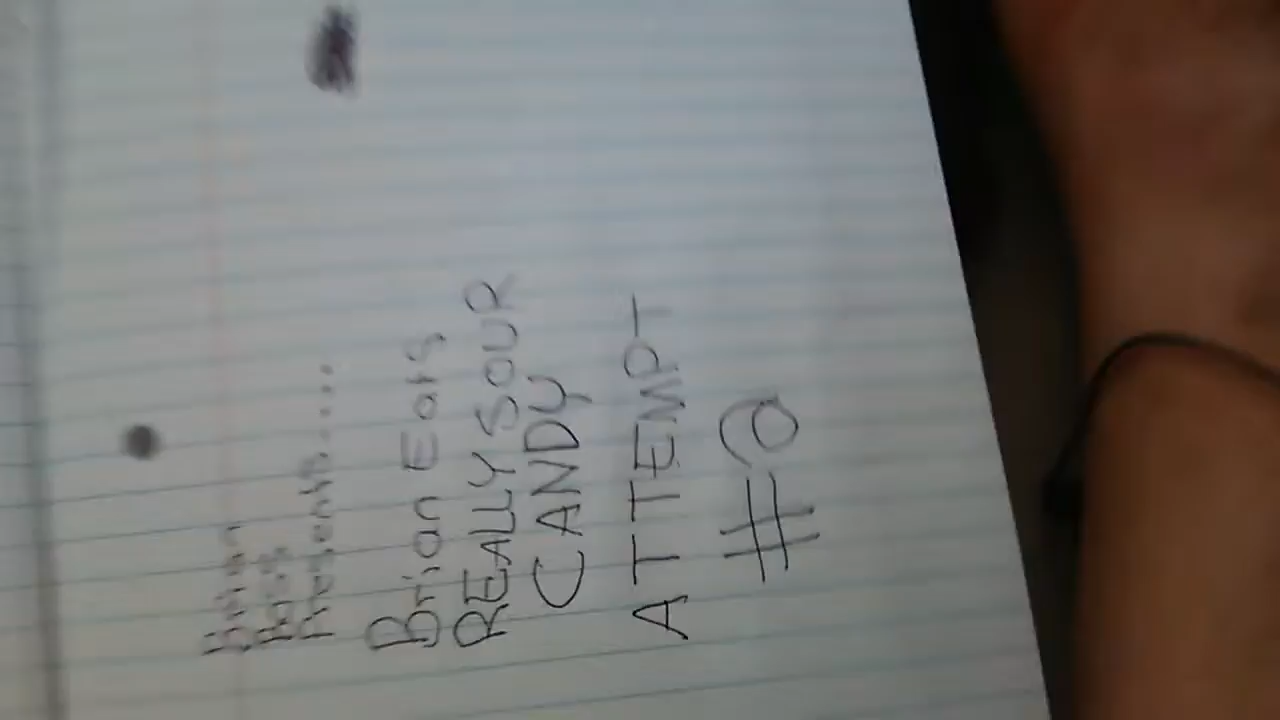 Presents.....
Brian Eats
REALLY SOUR
CANDY
ATTEMPT
#2